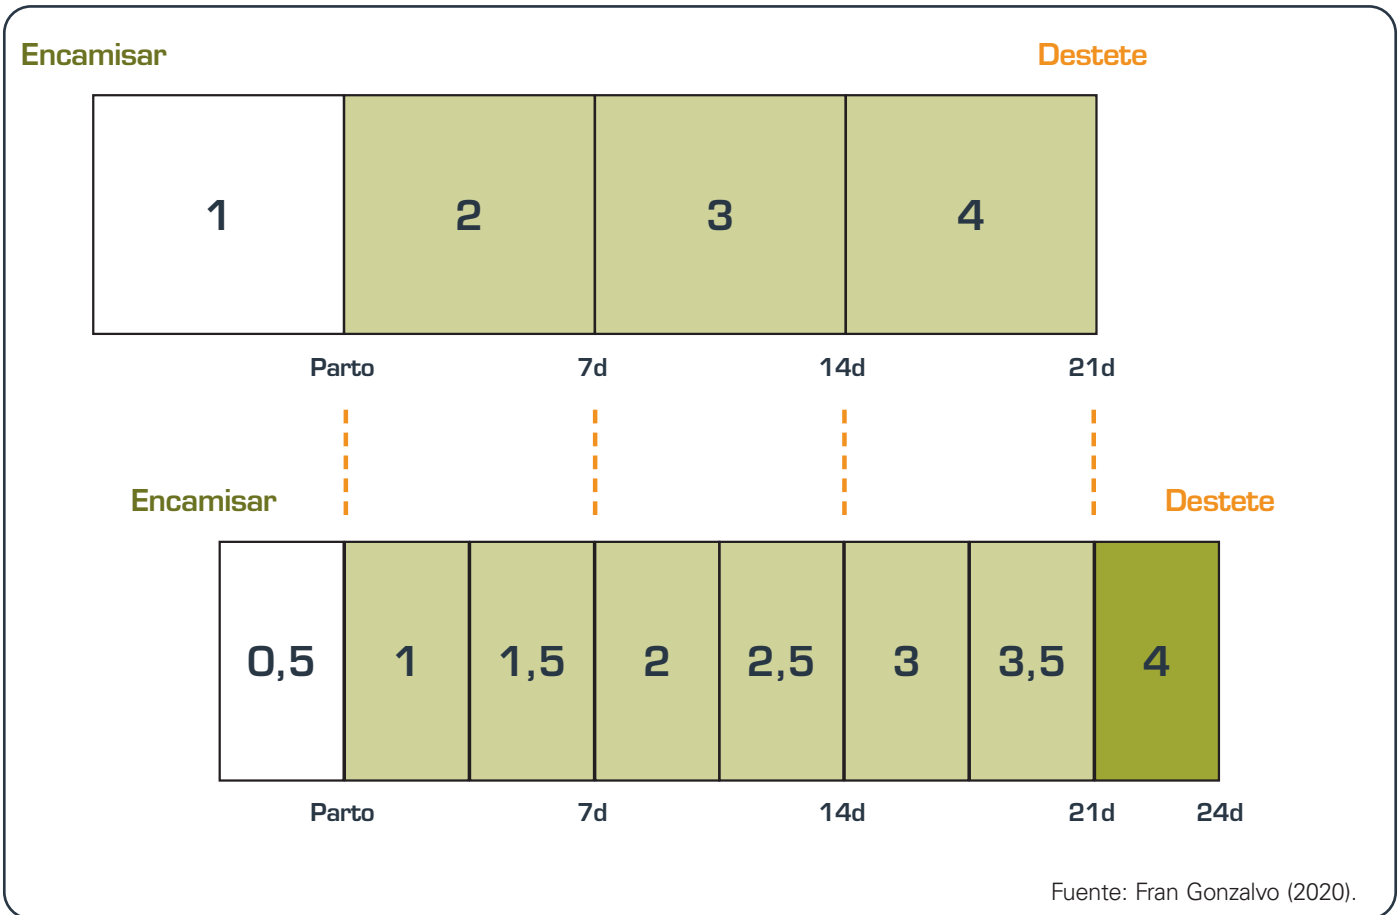 Encamisar Destete
1 2 3 4
Parto 7d 14d 21d
Encamisar Destete
0,5 1 1,5 2 2,5 3 3,5 4
Parto 7d 14d 21d 24d
Fuente: Fran Gonzalvo (2020).